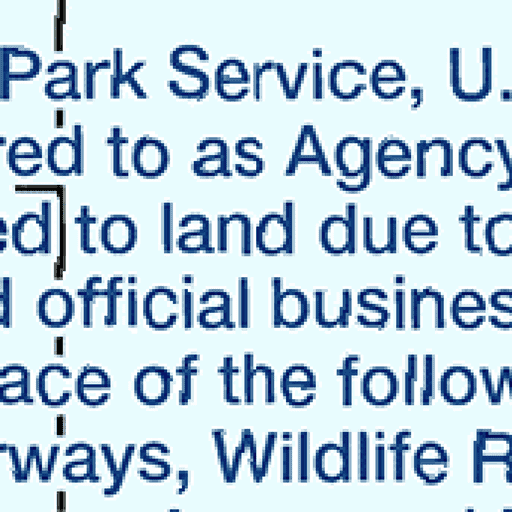 Park Service, U.
red to as Agency
ed to land due to
d official busines
ace of the follow
rways, Wildlife R